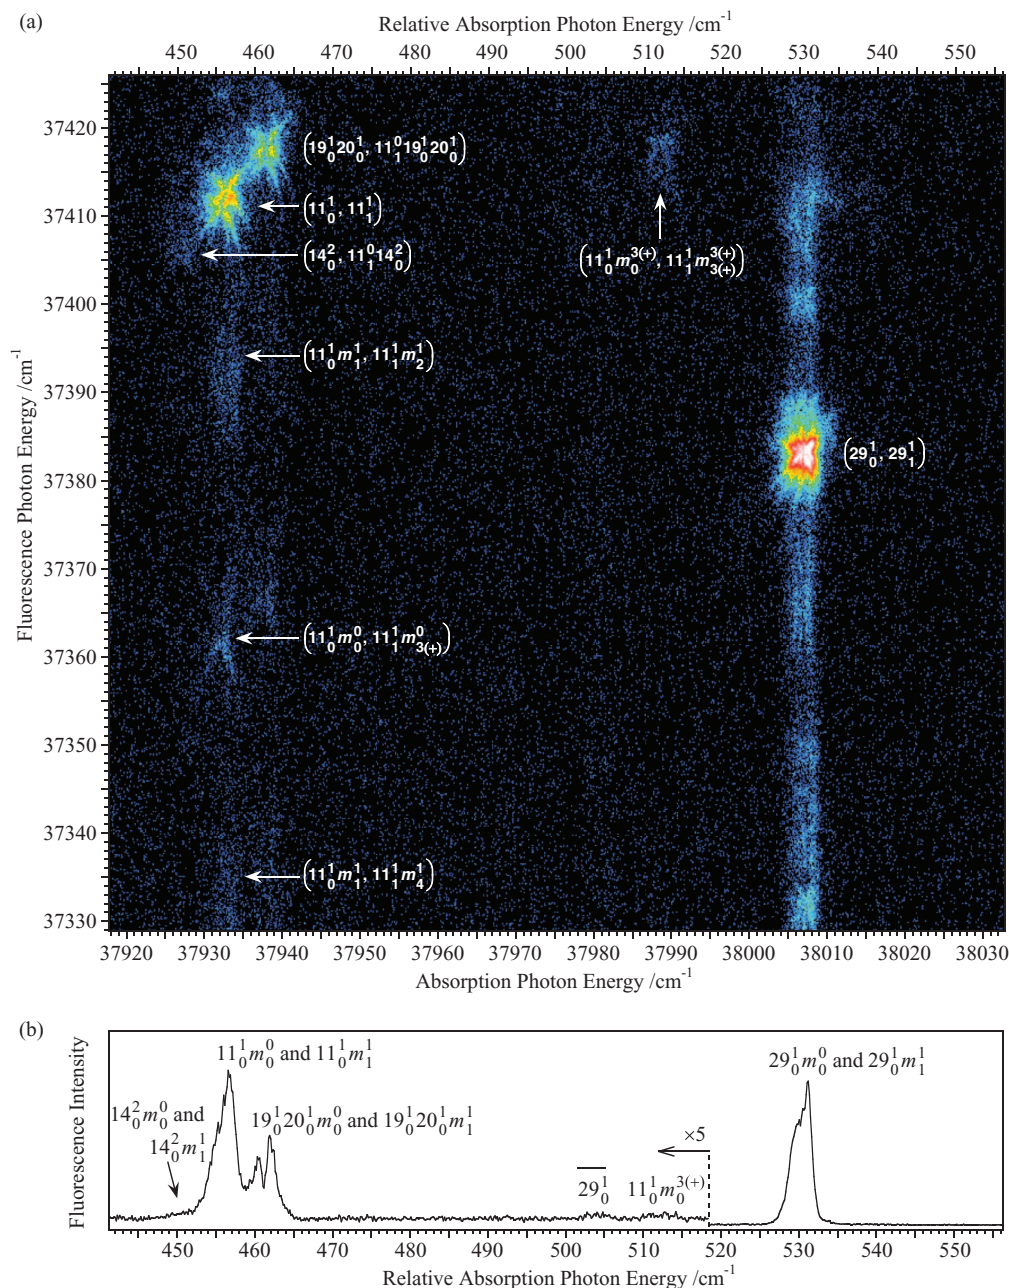 (a)
Relative Absorption Photon Energy /cm⁻¹
450 460 470 480 490 500 510 520 530 540 550
Fluorescence Photon Energy /cm⁻¹
37420
37410
37400
37390
37380
37370
37360
37350
37340
37330
(19¹₀20¹₀, 11⁰₁19¹₀20¹₀)
(11¹₀, 11¹₁)
(14²₀, 11⁰₁14²₀)
(11¹₀m³⁽⁺⁾₀, 11¹₁m³⁽⁺⁾₃₍₊₎)
(11¹₀m¹₁, 11¹₁m¹₂)
(29¹₀, 29¹₁)
(11¹₀m⁰₀, 11¹₁m⁰₃₍₊₎)
(11¹₀m¹₁, 11¹₁m¹₄)
37920 37930 37940 37950 37960 37970 37980 37990 38000 38010 38020 38030
Absorption Photon Energy /cm⁻¹
(b)
Fluorescence Intensity
11¹₀m⁰₀ and 11¹₀m¹₁
29¹₀m⁰₀ and 29¹₀m¹₁
14²₀m⁰₀ and
14²₀m¹₁
19¹₀20¹₀m⁰₀ and 19¹₀20¹₀m¹₁
×5
29¹₀
11¹₀m³⁽⁺⁾₀
450 460 470 480 490 500 510 520 530 540 550
Relative Absorption Photon Energy /cm⁻¹